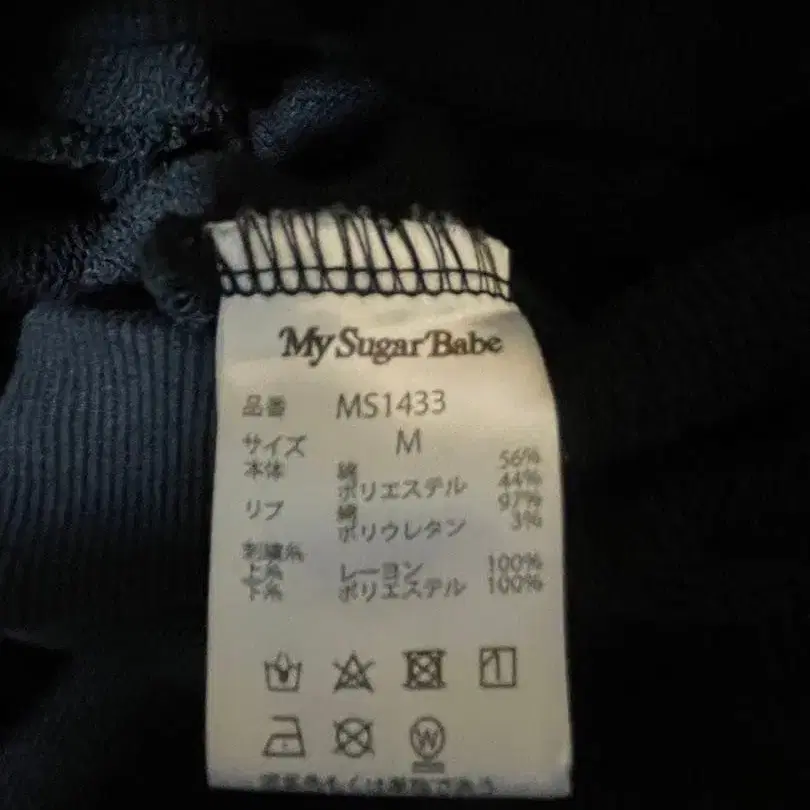 My Sugar Babe
品番 MS1433
サイズ M
本体 綿 56%
ポリエステル 44%
リブ 綿 97%
ポリウレタン 3%
刺繍糸
上糸 レーヨン 100%
下糸 ポリエステル 100%
W